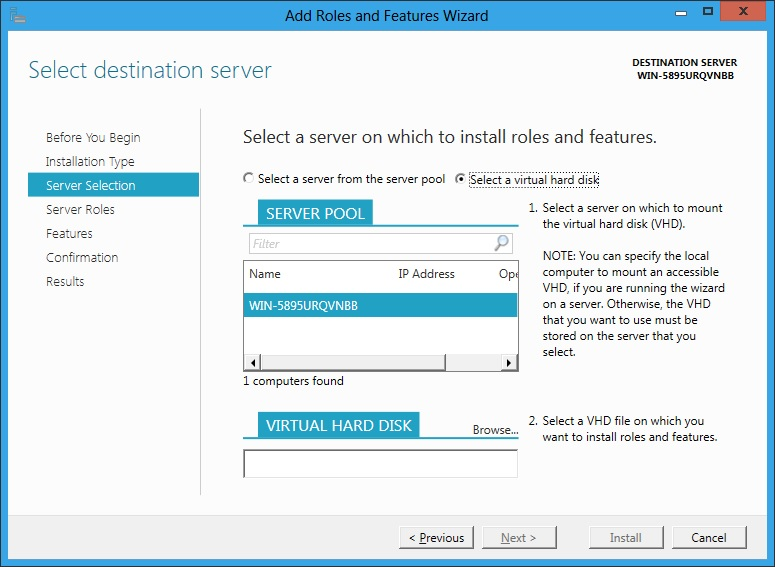 Add Roles and Features Wizard
Select destination server
DESTINATION SERVER
WIN-5895URQVNBB
Before You Begin
Installation Type
Server Selection
Server Roles
Features
Confirmation
Results
Select a server on which to install roles and features.
Select a server from the server pool
Select a virtual hard disk
SERVER POOL
Filter
Name IP Address Ope
WIN-5895URQVNBB
1 computers found
1. Select a server on which to mount
the virtual hard disk (VHD).
NOTE: You can specify the local
computer to mount an accessible
VHD, if you are running the wizard
on a server. Otherwise, the VHD
that you want to use must be
stored on the server that you
select.
VIRTUAL HARD DISK
Browse...
2. Select a VHD file on which you
want to install roles and features.
< Previous
Next >
Install
Cancel